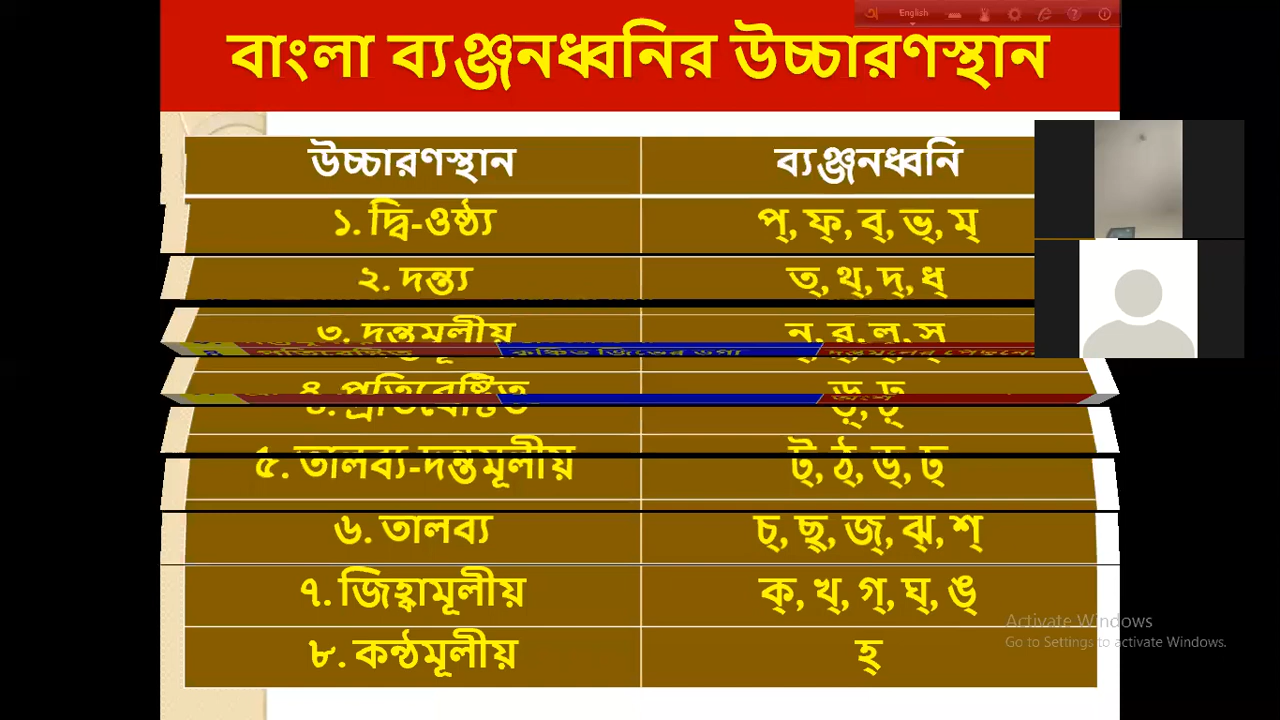 English
বাংলা ব্যঞ্জনধ্বনির উচ্চারণস্থান
উচ্চারণস্থান ব্যঞ্জনধ্বনি
১. দ্বি-ওষ্ঠ্য প্‌, ফ্‌, ব্‌, ভ্‌, ম্‌
২. দন্ত্য ত্‌, থ্‌, দ্‌, ধ্‌
৩. দন্তমূলীয় ন্‌, র্‌, ল্‌, স্‌
৪. প্রতিবেষ্টিত ড়্‌, ঢ়্‌
৫. তালব্য-দন্তমূলীয় ট্‌, ঠ্‌, ড্‌, ঢ্‌
৬. তালব্য চ্‌, ছ্‌, জ্‌, ঝ্‌, শ্‌
৭. জিহ্বামূলীয় ক্‌, খ্‌, গ্‌, ঘ্‌, ঙ্‌
৮. কন্ঠমূলীয় হ্‌
Activate Windows
Go to Settings to activate Windows.